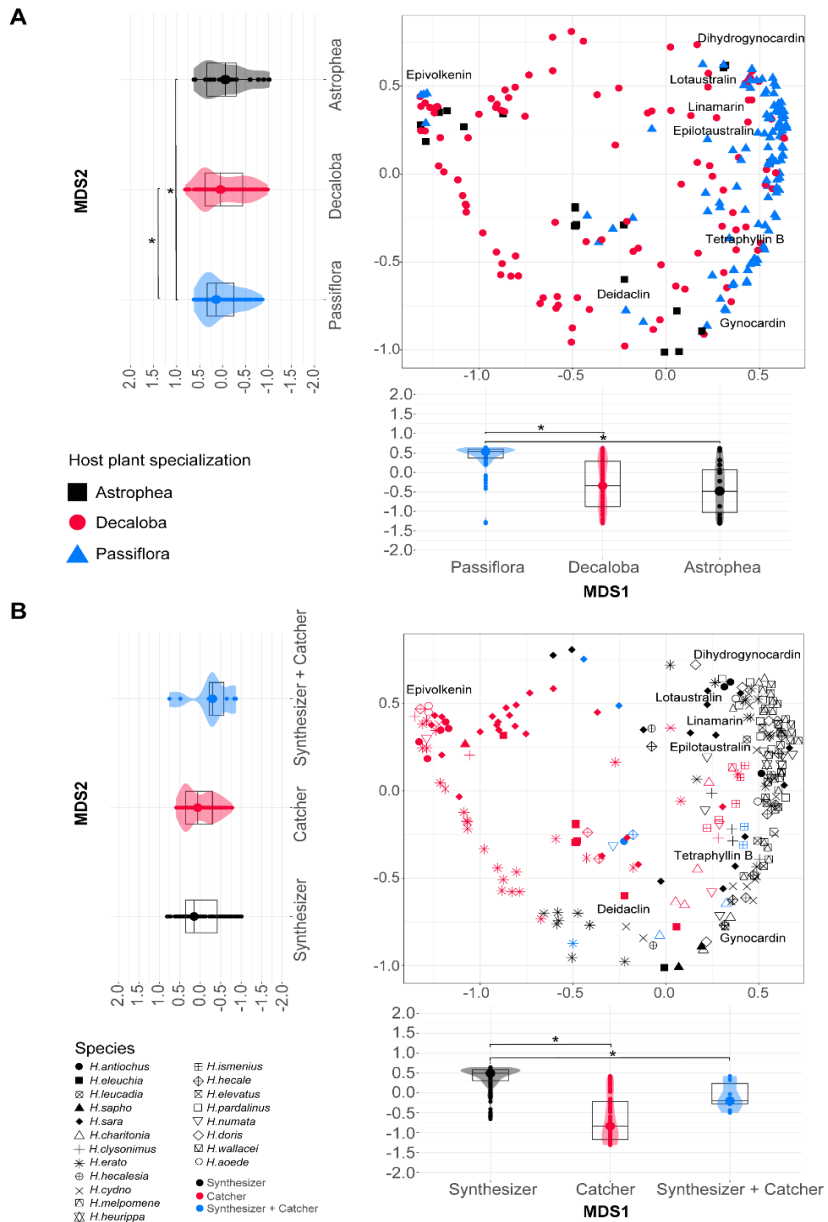 A
MDS2
Astrophea
Decaloba
Passiflora
*
*
2.0 1.5 1.0 0.5 0.0 -0.5 -1.0 -1.5 -2.0
Dihydrogynocardin
Epivolkenin
Lotaustralin
Linamarin
Epilotaustralin
Tetraphyllin B
Deidaclin
Gynocardin
0.5
0.0
-0.5
-1.0
-1.0 -0.5 0.0 0.5
Host plant specialization
Astrophea
Decaloba
Passiflora
2.0
1.5
1.0
0.5
0.0
-0.5
-1.0
-1.5
-2.0
*
*
Passiflora Decaloba Astrophea
MDS1
B
MDS2
Synthesizer + Catcher
Catcher
Synthesizer
2.0 1.5 1.0 0.5 0.0 -0.5 -1.0 -1.5 -2.0
Dihydrogynocardin
Epivolkenin
Lotaustralin
Linamarin
Epilotaustralin
Tetraphyllin B
Deidaclin
Gynocardin
0.5
0.0
-0.5
-1.0
-1.0 -0.5 0.0 0.5
Species
H.antiochus
H.eleuchia
H.leucadia
H.sapho
H.sara
H.charitonia
H.clysonimus
H.erato
H.hecalesia
H.cydno
H.melpomene
H.heurippa
H.ismenius
H.hecale
H.elevatus
H.pardalinus
H.numata
H.doris
H.wallacei
H.aoede
Synthesizer
Catcher
Synthesizer + Catcher
2.0
1.5
1.0
0.5
0.0
-0.5
-1.0
-1.5
-2.0
*
*
Synthesizer Catcher Synthesizer + Catcher
MDS1